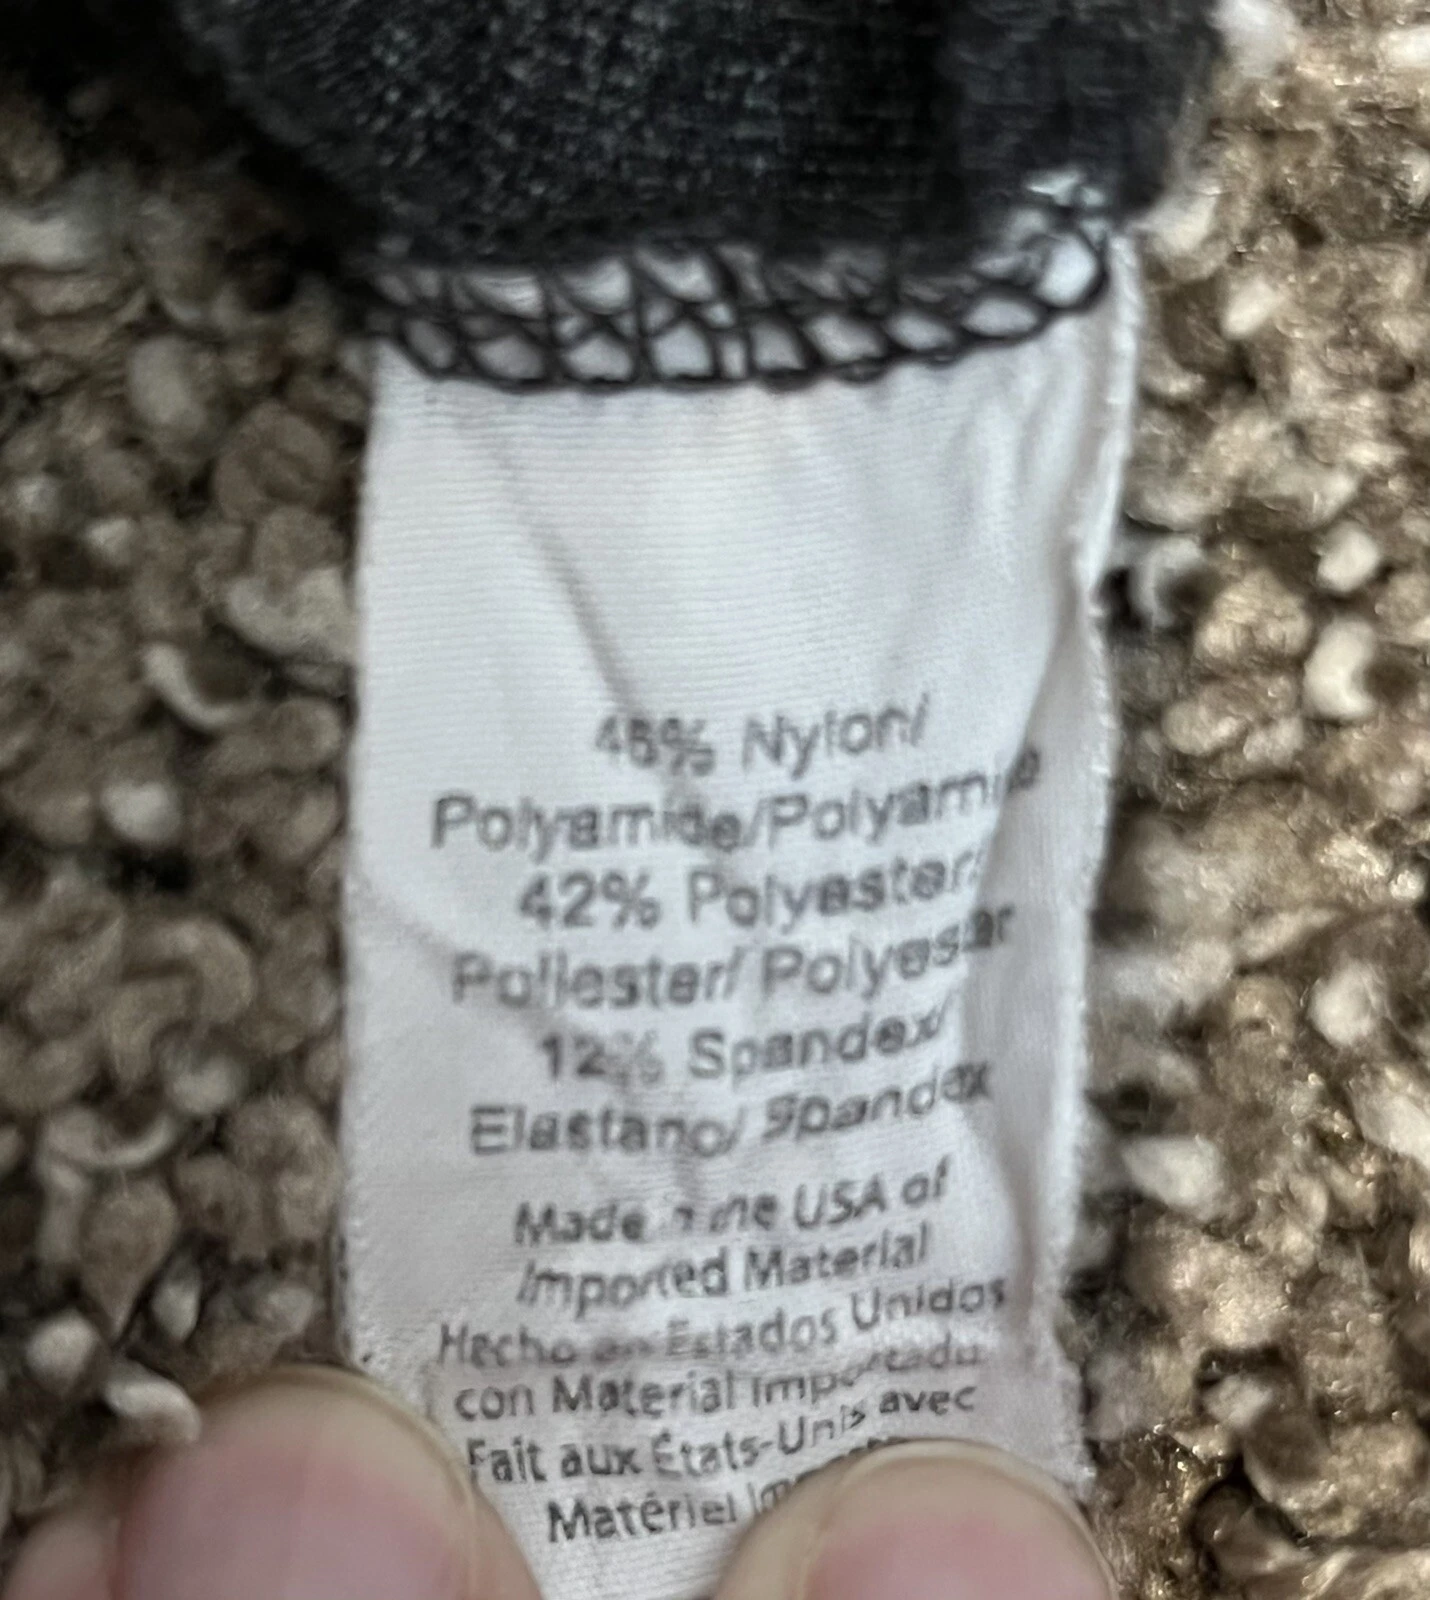 46% Nylon/
Polyamide/Polyamide
42% Polyester/
Poliester/ Polyester
12% Spandex/
Elastano/ Spandex
Made in the USA of
Imported Material
Hecho en Estados Unidos
con Material Importado
Fait aux États-Unis avec
Matériel